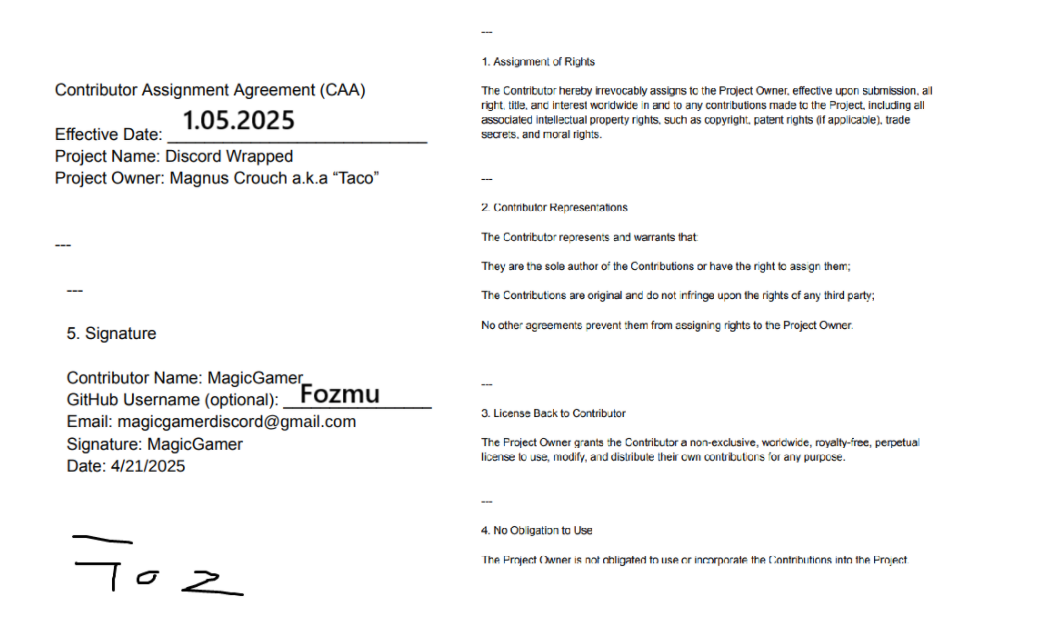 Contributor Assignment Agreement (CAA)
Effective Date: 1.05.2025
Project Name: Discord Wrapped
Project Owner: Magnus Crouch a.k.a “Taco”
---
---
5. Signature
Contributor Name: MagicGamer
GitHub Username (optional): Fozmu
Email: magicgamerdiscord@gmail.com
Signature: MagicGamer
Date: 4/21/2025
---
1. Assignment of Rights
The Contributor hereby irrevocably assigns to the Project Owner, effective upon submission, all
right, title, and interest worldwide in and to any contributions made to the Project, including all
associated intellectual property rights, such as copyright, patent rights (if applicable), trade
secrets, and moral rights.
---
2. Contributor Representations
The Contributor represents and warrants that:
They are the sole author of the Contributions or have the right to assign them;
The Contributions are original and do not infringe upon the rights of any third party;
No other agreements prevent them from assigning rights to the Project Owner.
---
3. License Back to Contributor
The Project Owner grants the Contributor a non-exclusive, worldwide, royalty-free, perpetual
license to use, modify, and distribute their own contributions for any purpose.
---
4. No Obligation to Use
The Project Owner is not obligated to use or incorporate the Contributions into the Project.